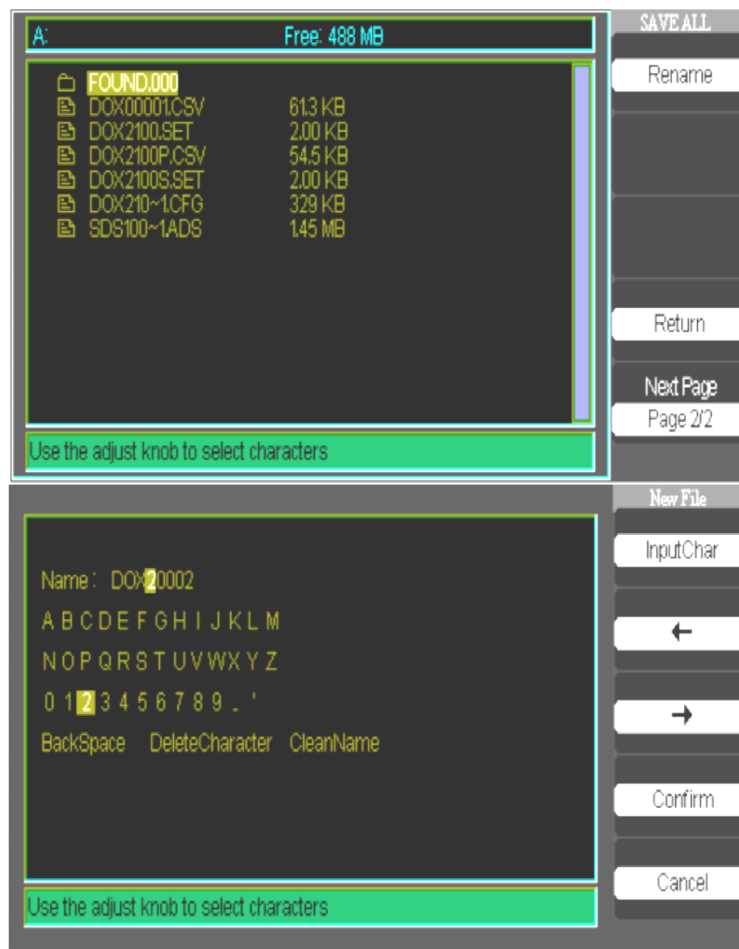 A: Free: 488 MB
FOUND.000
DOX00001.CSV 61.3 KB
DOX2100.SET 2.00 KB
DOX2100P.CSV 54.5 KB
DOX2100S.SET 2.00 KB
DOX210~1.CFG 329 KB
SDS100~1.ADS 1.45 MB
Use the adjust knob to select characters
SAVE ALL
Rename
Return
Next Page
Page 2/2
Name : DOX20002
A B C D E F G H I J K L M
N O P Q R S T U V W X Y Z
0 1 2 3 4 5 6 7 8 9 _ '
BackSpace DeleteCharacter CleanName
Use the adjust knob to select characters
New File
InputChar
←
→
Confirm
Cancel